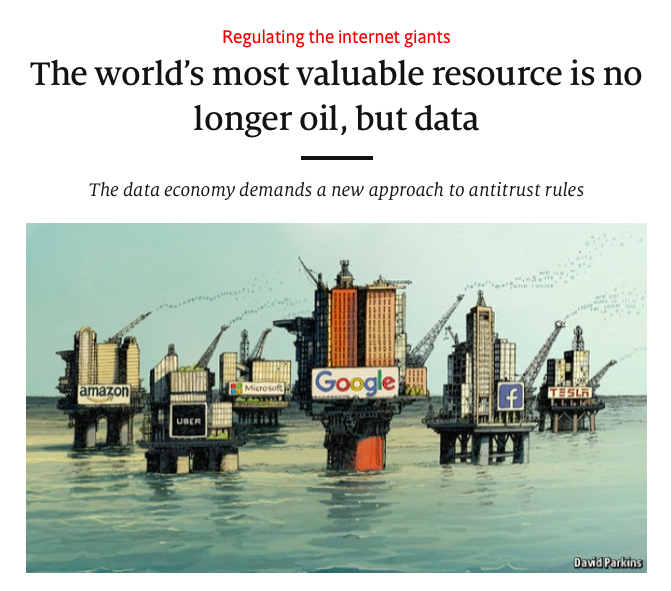 Regulating the internet giants
The world’s most valuable resource is no
longer oil, but data
The data economy demands a new approach to antitrust rules
amazon
UBER
Microsoft
Google
f
TESLA
David Parkins